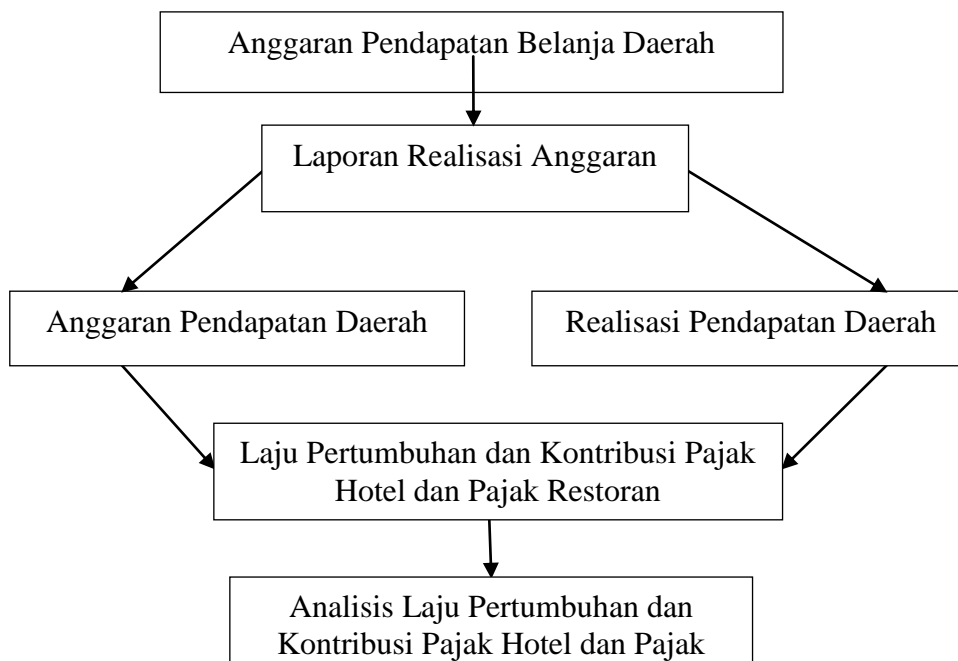 Anggaran Pendapatan Belanja Daerah
Laporan Realisasi Anggaran
Anggaran Pendapatan Daerah
Realisasi Pendapatan Daerah
Laju Pertumbuhan dan Kontribusi Pajak
Hotel dan Pajak Restoran
Analisis Laju Pertumbuhan dan
Kontribusi Pajak Hotel dan Pajak